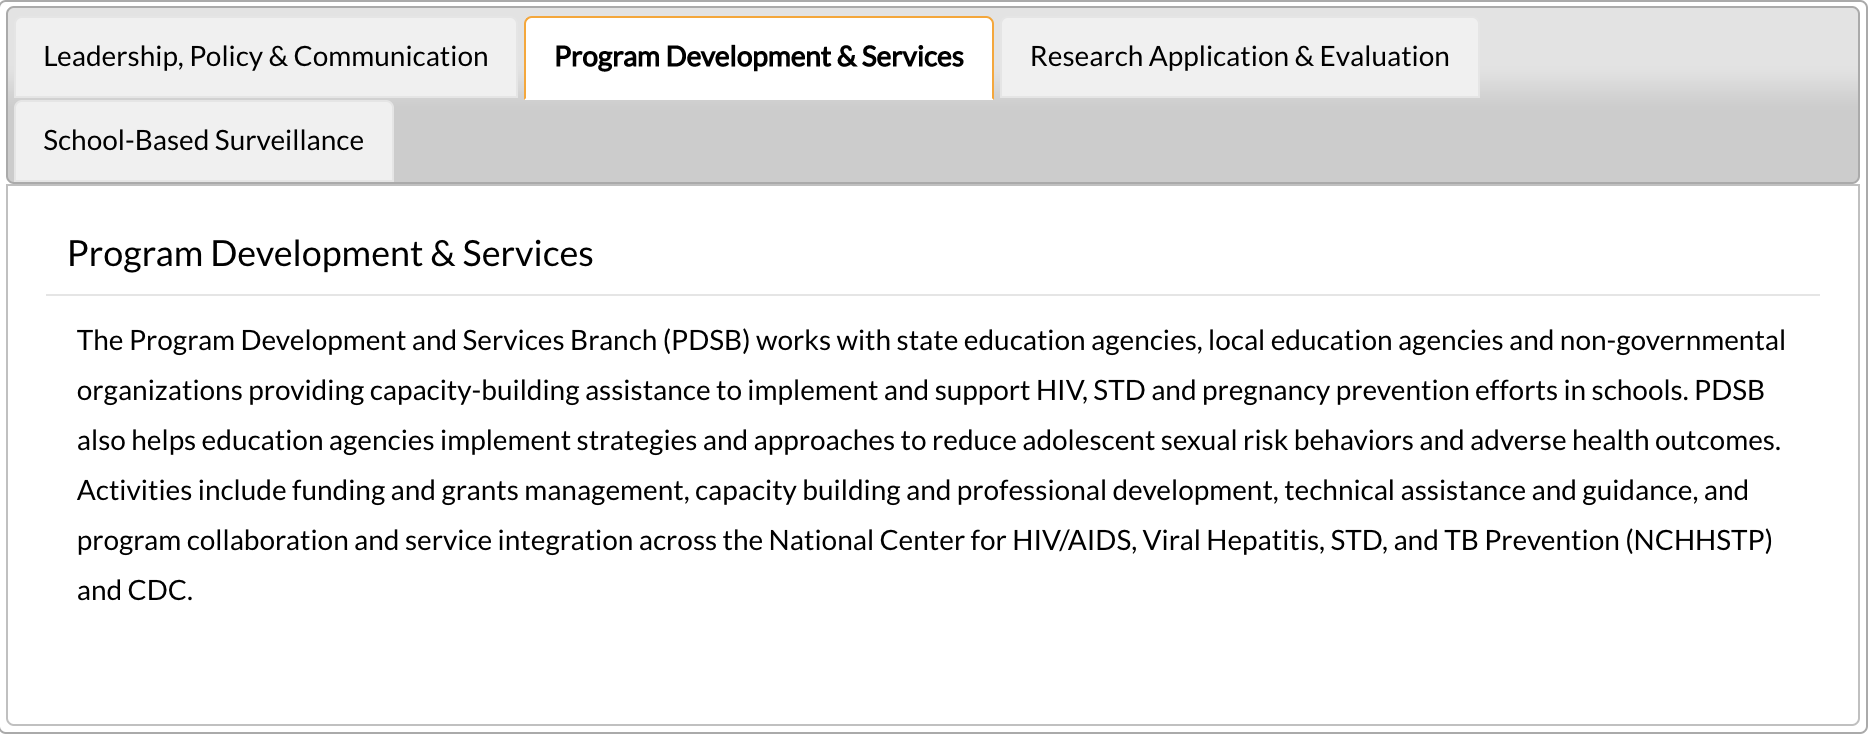 Leadership, Policy & Communication
Program Development & Services
Research Application & Evaluation
School-Based Surveillance
Program Development & Services
The Program Development and Services Branch (PDSB) works with state education agencies, local education agencies and non-governmental
organizations providing capacity-building assistance to implement and support HIV, STD and pregnancy prevention efforts in schools. PDSB
also helps education agencies implement strategies and approaches to reduce adolescent sexual risk behaviors and adverse health outcomes.
Activities include funding and grants management, capacity building and professional development, technical assistance and guidance, and
program collaboration and service integration across the National Center for HIV/AIDS, Viral Hepatitis, STD, and TB Prevention (NCHHSTP)
and CDC.